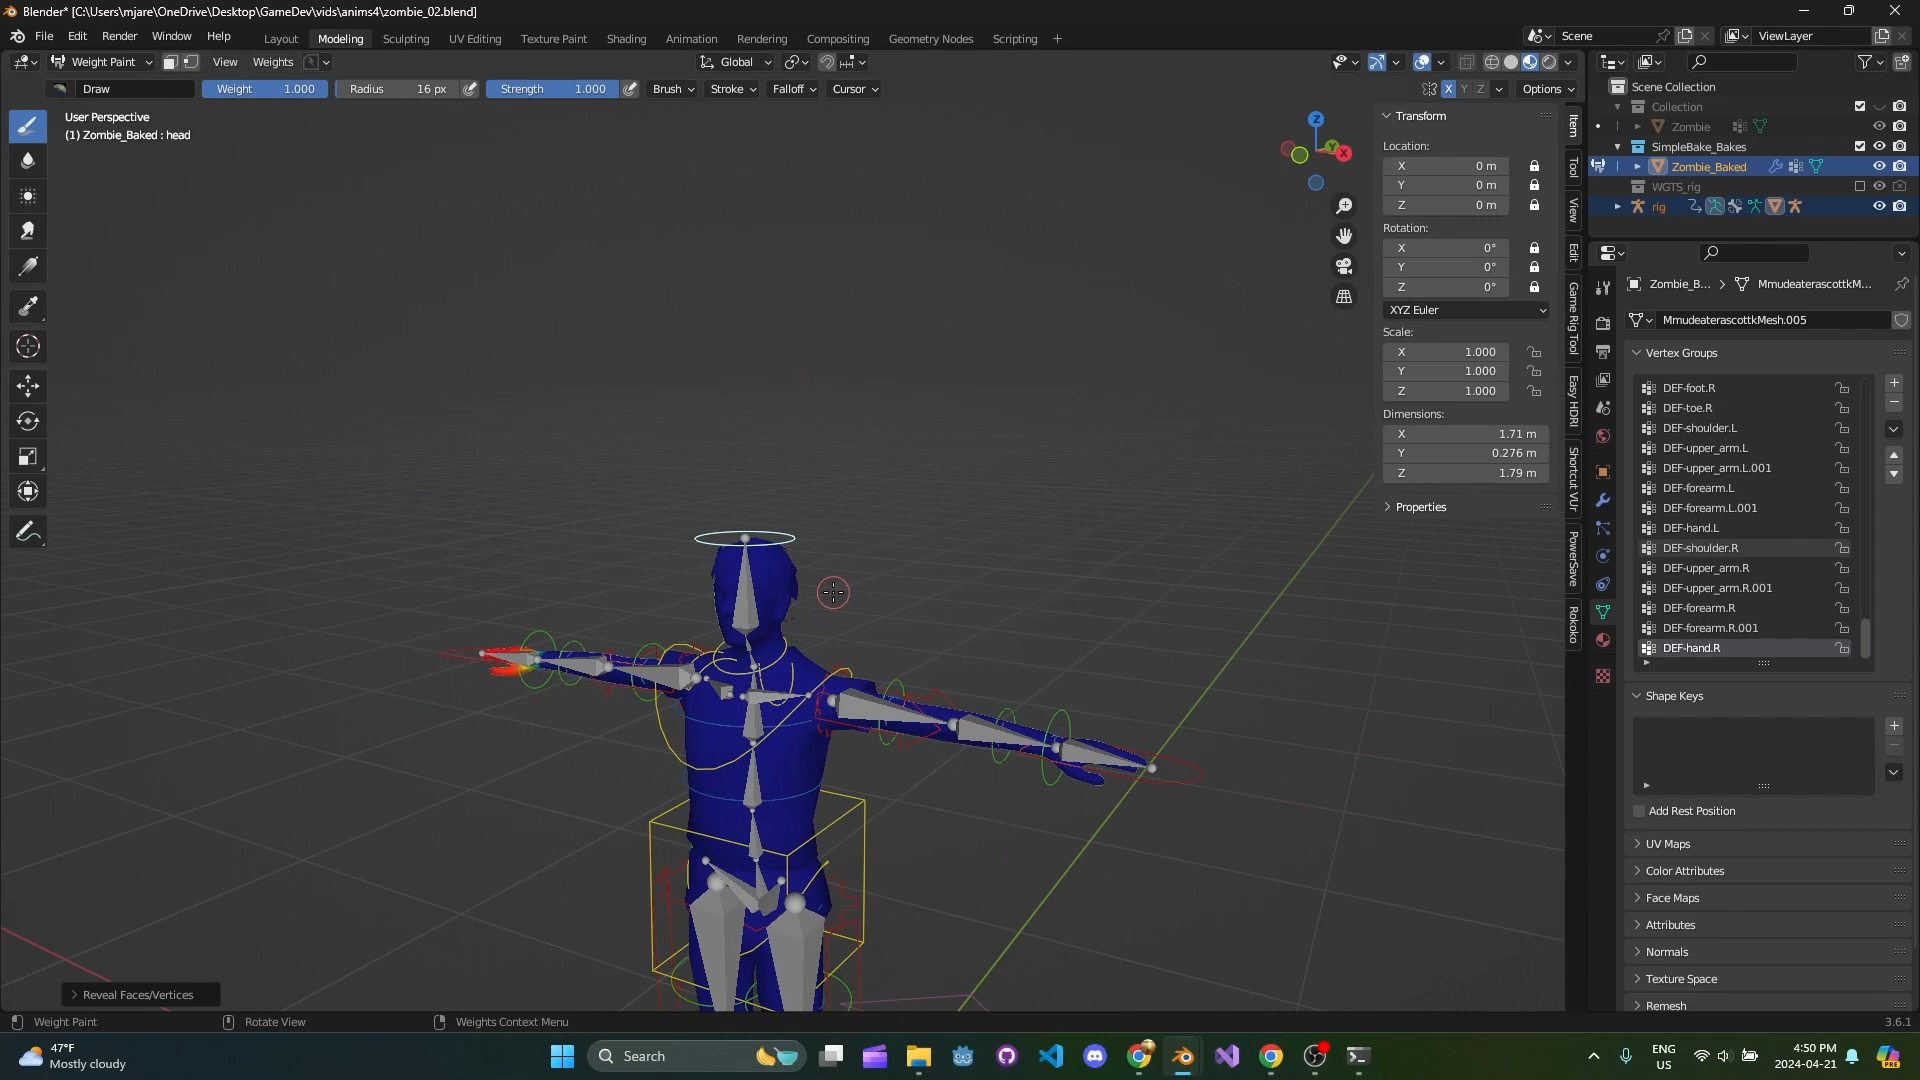 Blender* [C:\Users\mjare\OneDrive\Desktop\GameDev\vids\anims4\zombie_02.blend]
File Edit Render Window Help
Layout Modeling Sculpting UV Editing Texture Paint Shading Animation Rendering Compositing Geometry Nodes Scripting +
Scene
ViewLayer
Weight Paint View Weights
Global
Draw
Weight 1.000
Radius 16 px
Strength 1.000
Brush Stroke Falloff Cursor
X Y Z
Options
User Perspective
(1) Zombie_Baked : head
Z
Y
X
Transform
Location:
X 0 m
Y 0 m
Z 0 m
Rotation:
X 0°
Y 0°
Z 0°
XYZ Euler
Scale:
X 1.000
Y 1.000
Z 1.000
Dimensions:
X 1.71 m
Y 0.276 m
Z 1.79 m
Properties
Item
Tool
View
Edit
Game Rig Tool
Easy HDRI
Shortcut VUr
PowerSave
Rokoko
Scene Collection
Collection
Zombie
SimpleBake_Bakes
Zombie_Baked
WGTS_rig
rig
Zombie_B... > MmudeaterascottkM...
MmudeaterascottkMesh.005
Vertex Groups
DEF-foot.R
DEF-toe.R
DEF-shoulder.L
DEF-upper_arm.L
DEF-upper_arm.L.001
DEF-forearm.L
DEF-forearm.L.001
DEF-hand.L
DEF-shoulder.R
DEF-upper_arm.R
DEF-upper_arm.R.001
DEF-forearm.R
DEF-forearm.R.001
DEF-hand.R
Shape Keys
Add Rest Position
UV Maps
Color Attributes
Face Maps
Attributes
Normals
Texture Space
Remesh
Reveal Faces/Vertices
Weight Paint
Rotate View
Weights Context Menu
3.6.1
47°F
Mostly cloudy
Search
ENG
US
4:50 PM
2024-04-21
PRE